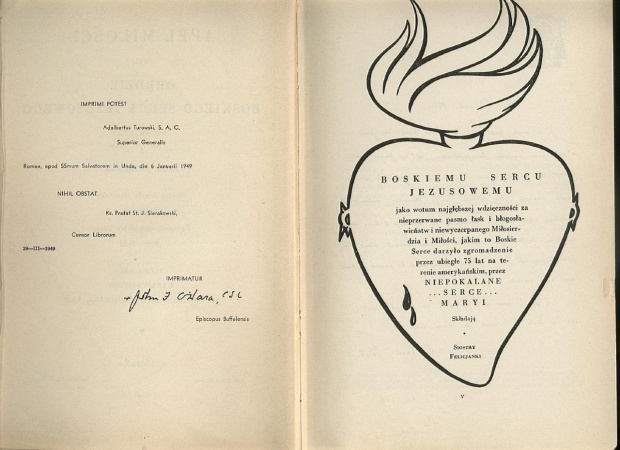 IMPRIMI POTEST
Adalbertus Turowski, S. A. C.
Superior Generalis
Romae, apud SSmum Salvatorem in Unda, die 6 Januarii 1949
NIHIL OBSTAT
Ks. Prałat St. J. Sierakowski,
Censor Librorum
29—III—1949
IMPRIMATUR
+ John F O'Hara, CSC
Episcopus Buffalensis
BOSKIEMU SERCU
JEZUSOWEMU
jako wotum najgłębszej wdzięczności za
nieprzerwane pasmo łask i błogosła-
wieństw i niewyczerpanego Miłosier-
dzia i Miłości, jakim to Boskie
Serce darzyło zgromadzenie
przez ubiegłe 75 lat na te-
renie amerykańskim, przez
NIEPOKALANE
...SERCE...
MARYI
Składają
SIOSTRY
FELICJANKI
V